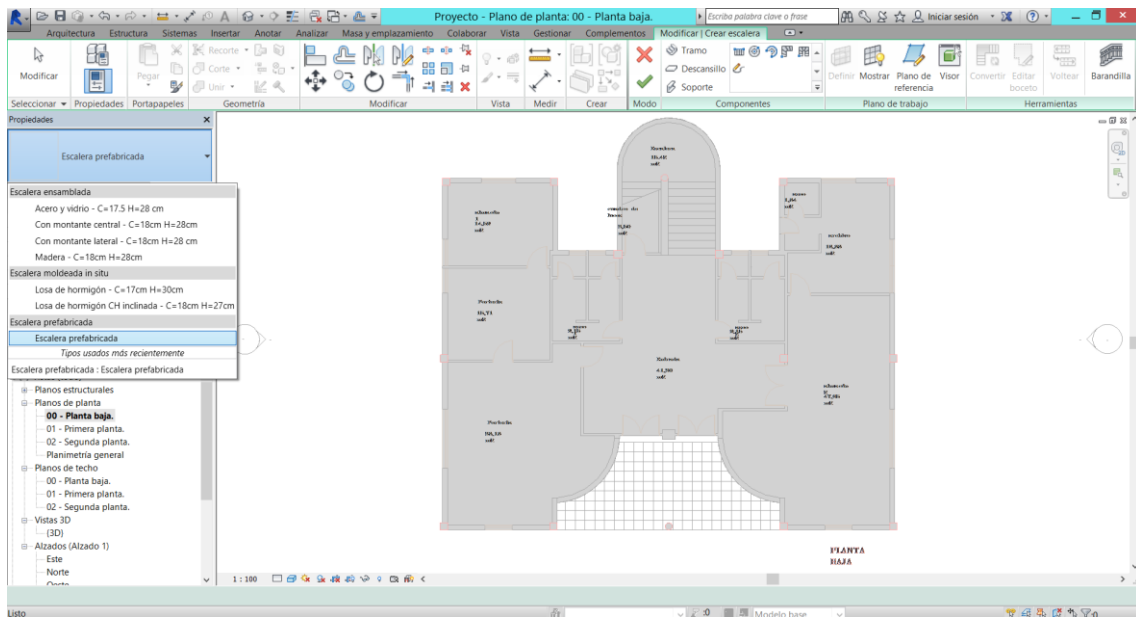 Proyecto - Plano de planta: 00 - Planta baja.
Escriba palabra clave o frase
Iniciar sesión
Arquitectura Estructura Sistemas Insertar Anotar Analizar Masa y emplazamiento Colaborar Vista Gestionar Complementos Modificar | Crear escalera
Modificar
Pegar
Recorte
Corte
Unir
Tramo
Descansillo
Soporte
Definir Mostrar Plano de referencia Visor
Convertir Editar boceto Voltear Barandilla
Seleccionar Propiedades Portapapeles Geometría Modificar Vista Medir Crear Modo Componentes Plano de trabajo Herramientas
Propiedades
Escalera prefabricada
Escalera ensamblada
Acero y vidrio - C=17.5 H=28 cm
Con montante central - C=18cm H=28cm
Con montante lateral - C=18cm H=28 cm
Madera - C=18cm H=28cm
Escalera moldeada in situ
Losa de hormigón - C=17cm H=30cm
Losa de hormigón CH inclinada - C=18cm H=27cm
Escalera prefabricada
Escalera prefabricada
Tipos usados más recientemente
Escalera prefabricada : Escalera prefabricada
Planos estructurales
Planos de planta
00 - Planta baja.
01 - Primera planta.
02 - Segunda planta.
Planimetría general
Planos de techo
00 - Planta baja.
01 - Primera planta.
02 - Segunda planta.
Vistas 3D
{3D}
Alzados (Alzado 1)
Este
Norte
Oeste
PLANTA
BAJA
1 : 100
Listo
:0
Modelo base
:0